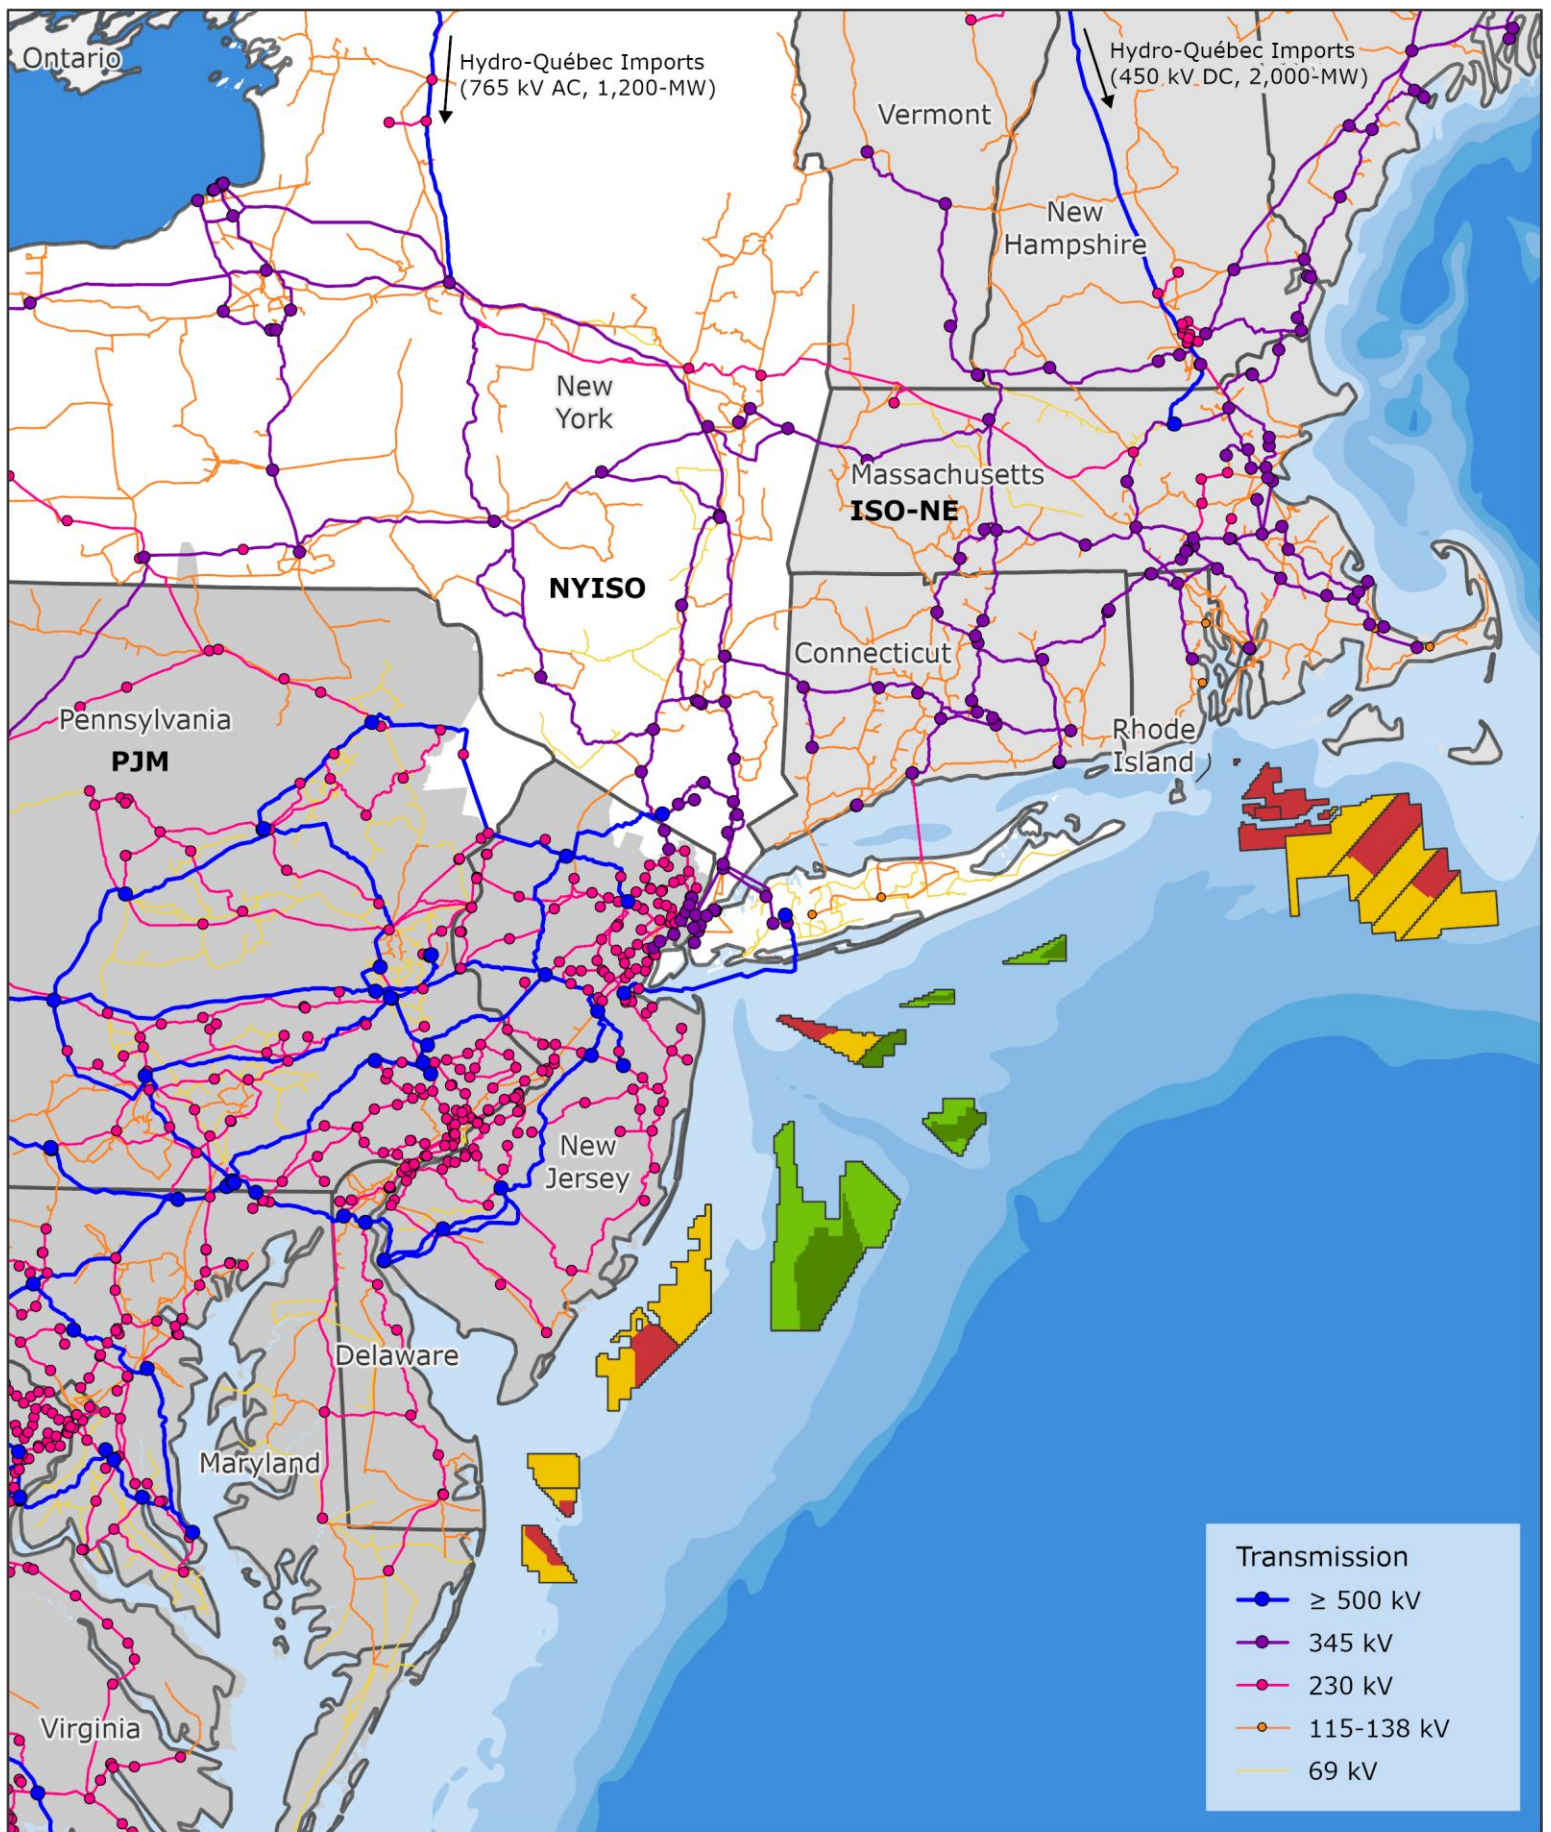 Ontario
Hydro-Québec Imports
(765 kV AC, 1,200-MW)
Hydro-Québec Imports
(450 kV DC, 2,000-MW)
Vermont
New
Hampshire
New
York
Massachusetts
ISO-NE
NYISO
Connecticut
Pennsylvania
PJM
Rhode
Island
New
Jersey
Delaware
Maryland
Virginia
Transmission
≥ 500 kV
345 kV
230 kV
115-138 kV
69 kV